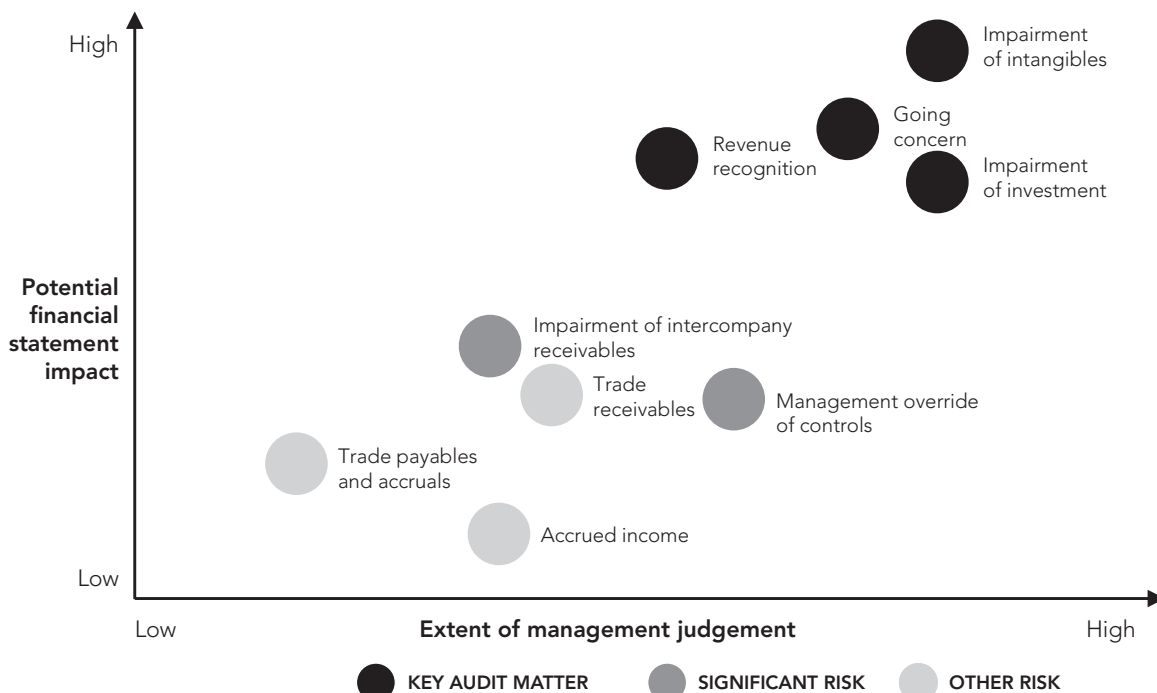 High
Impairment
of intangibles
Going
concern
Revenue
recognition
Impairment
of investment
Potential
financial
statement
impact
Impairment of intercompany
receivables
Trade
receivables
Management override
of controls
Trade payables
and accruals
Accrued income
Low
Low
Extent of management judgement
High
KEY AUDIT MATTER
SIGNIFICANT RISK
OTHER RISK